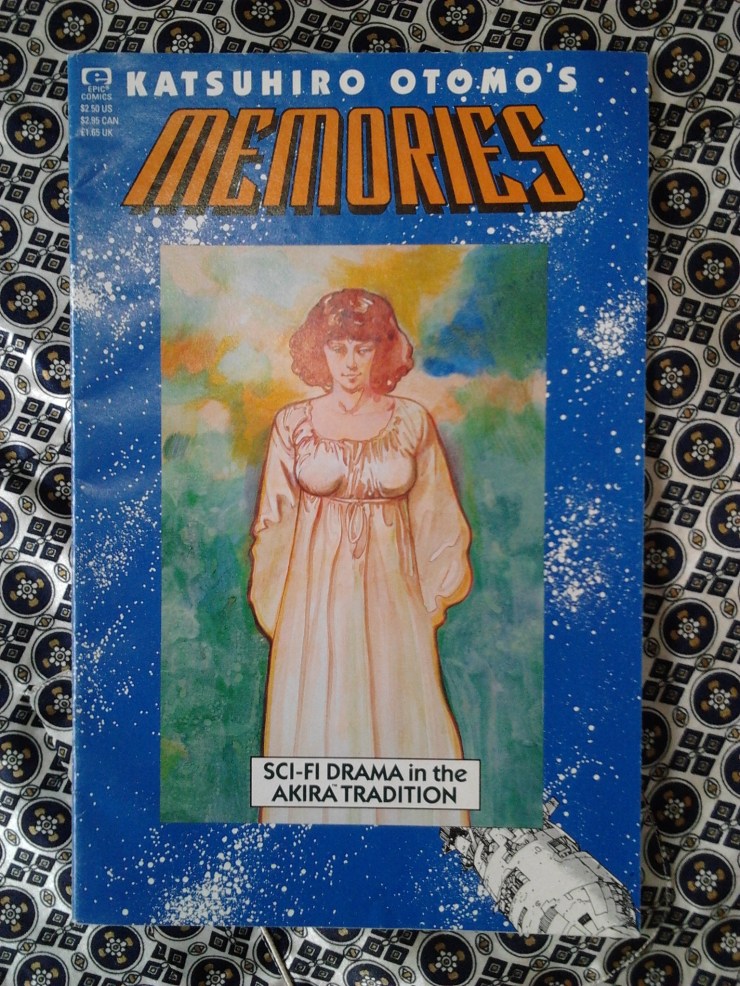 KATSUHIRO OTOMO'S
e
EPIC®
COMICS
$2.50 US
$2.95 CAN
£1.65 UK
MEMORIES
SCI-FI DRAMA in the
AKIRA™ TRADITION